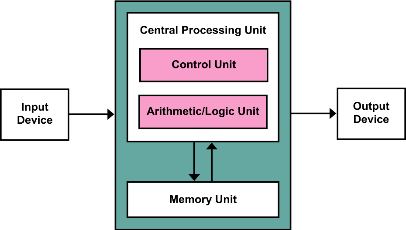 Central Processing Unit
Control Unit
Arithmetic/Logic Unit
Input
Device
Output
Device
Memory Unit